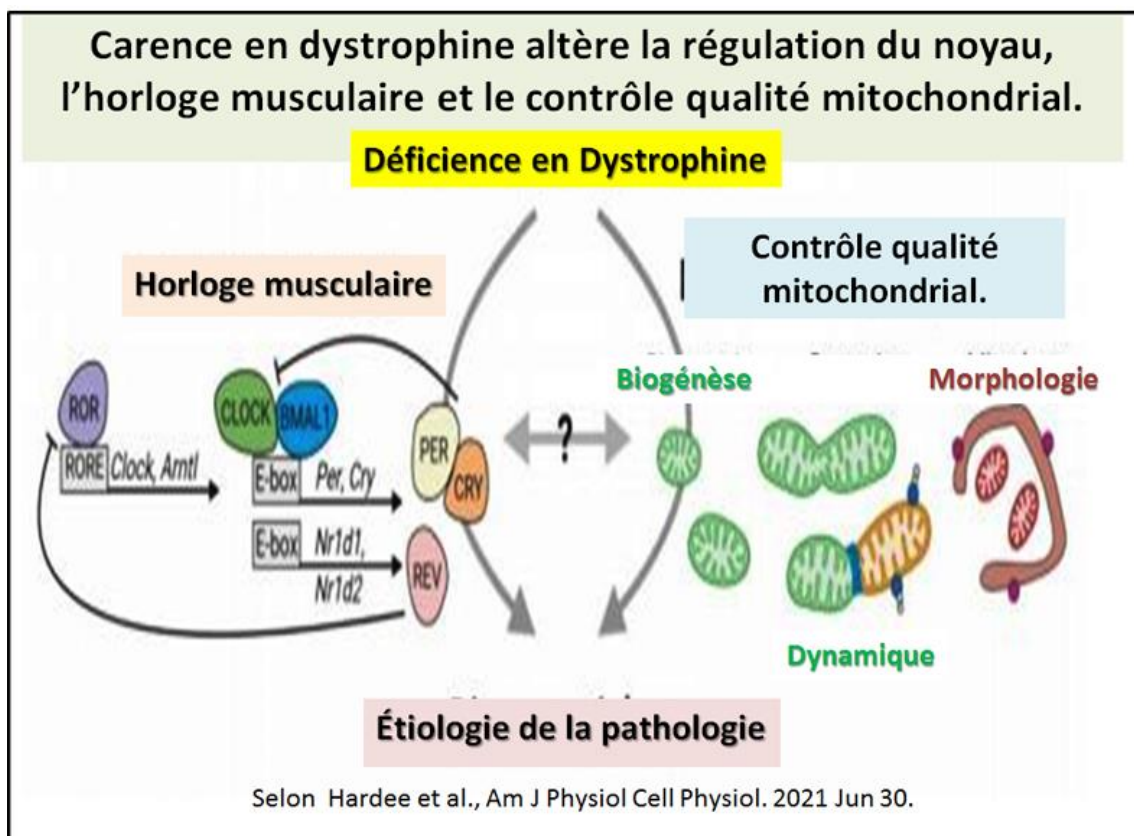 Carence en dystrophine altère la régulation du noyau,
l'horloge musculaire et le contrôle qualité mitochondrial.
Déficience en Dystrophine
Contrôle qualité
mitochondrial.
Horloge musculaire
Biogénèse
Morphologie
ROR
CLOCK
BMAL1
PER
?
RORE
Clock, Arntl
E-box
Per, Cry
CRY
E-box
Nr1d1,
Nr1d2
REV
Dynamique
Étiologie de la pathologie
Selon Hardee et al., Am J Physiol Cell Physiol. 2021 Jun 30.